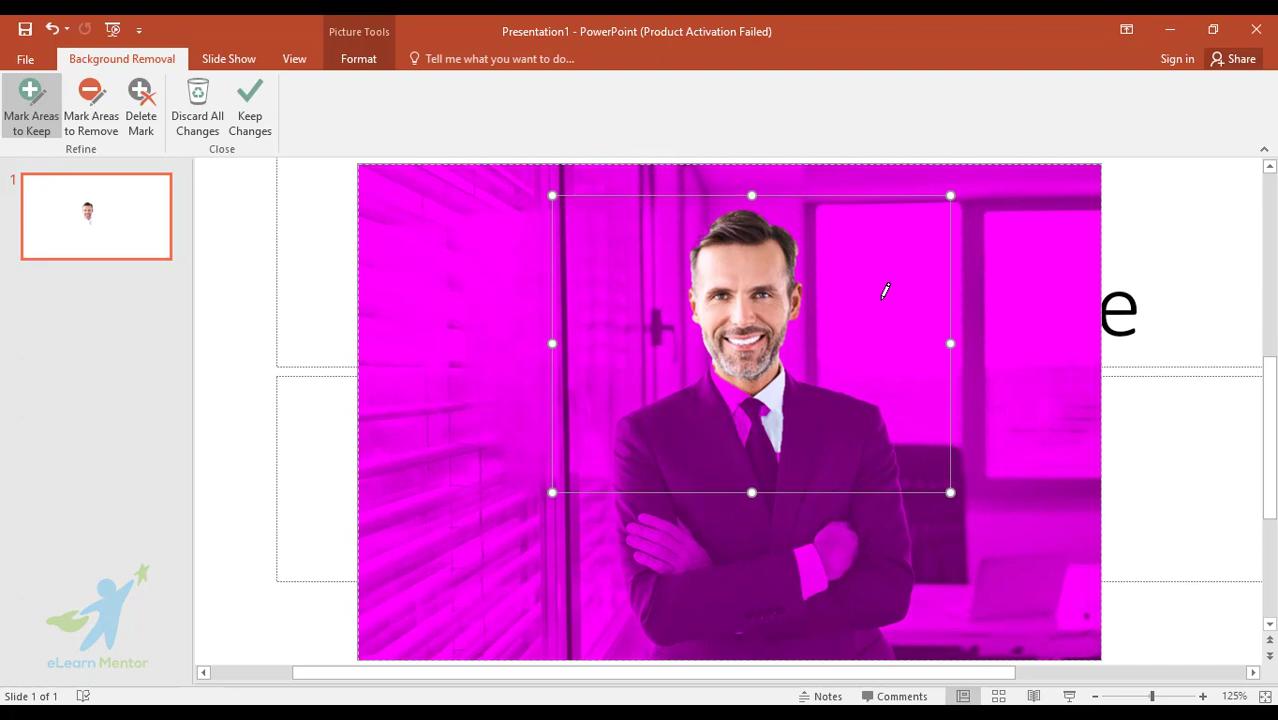 Picture Tools
Presentation1 - PowerPoint (Product Activation Failed)
File
Background Removal
Slide Show
View
Format
Tell me what you want to do...
Sign in
Share
Mark Areas
to Keep
Mark Areas
to Remove
Delete
Mark
Discard All
Changes
Keep
Changes
Refine
Close
1
e
eLearn Mentor
Slide 1 of 1
Notes
Comments
125%